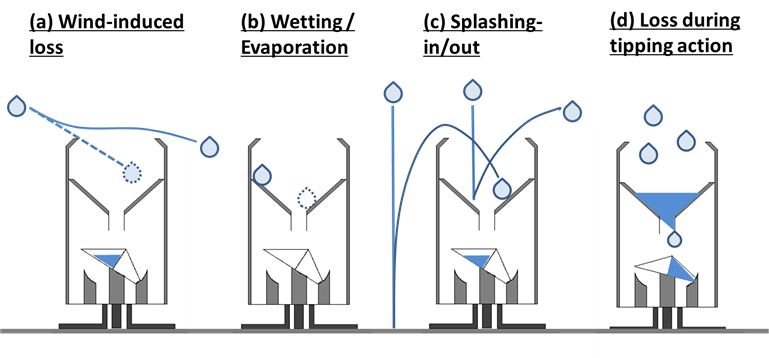 (a) Wind-induced
loss
(b) Wetting /
Evaporation
(c) Splashing-
in/out
(d) Loss during
tipping action